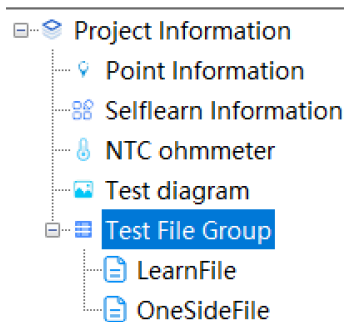 Project Information
Point Information
Selflearn Information
NTC ohmmeter
Test diagram
Test File Group
LearnFile
OneSideFile